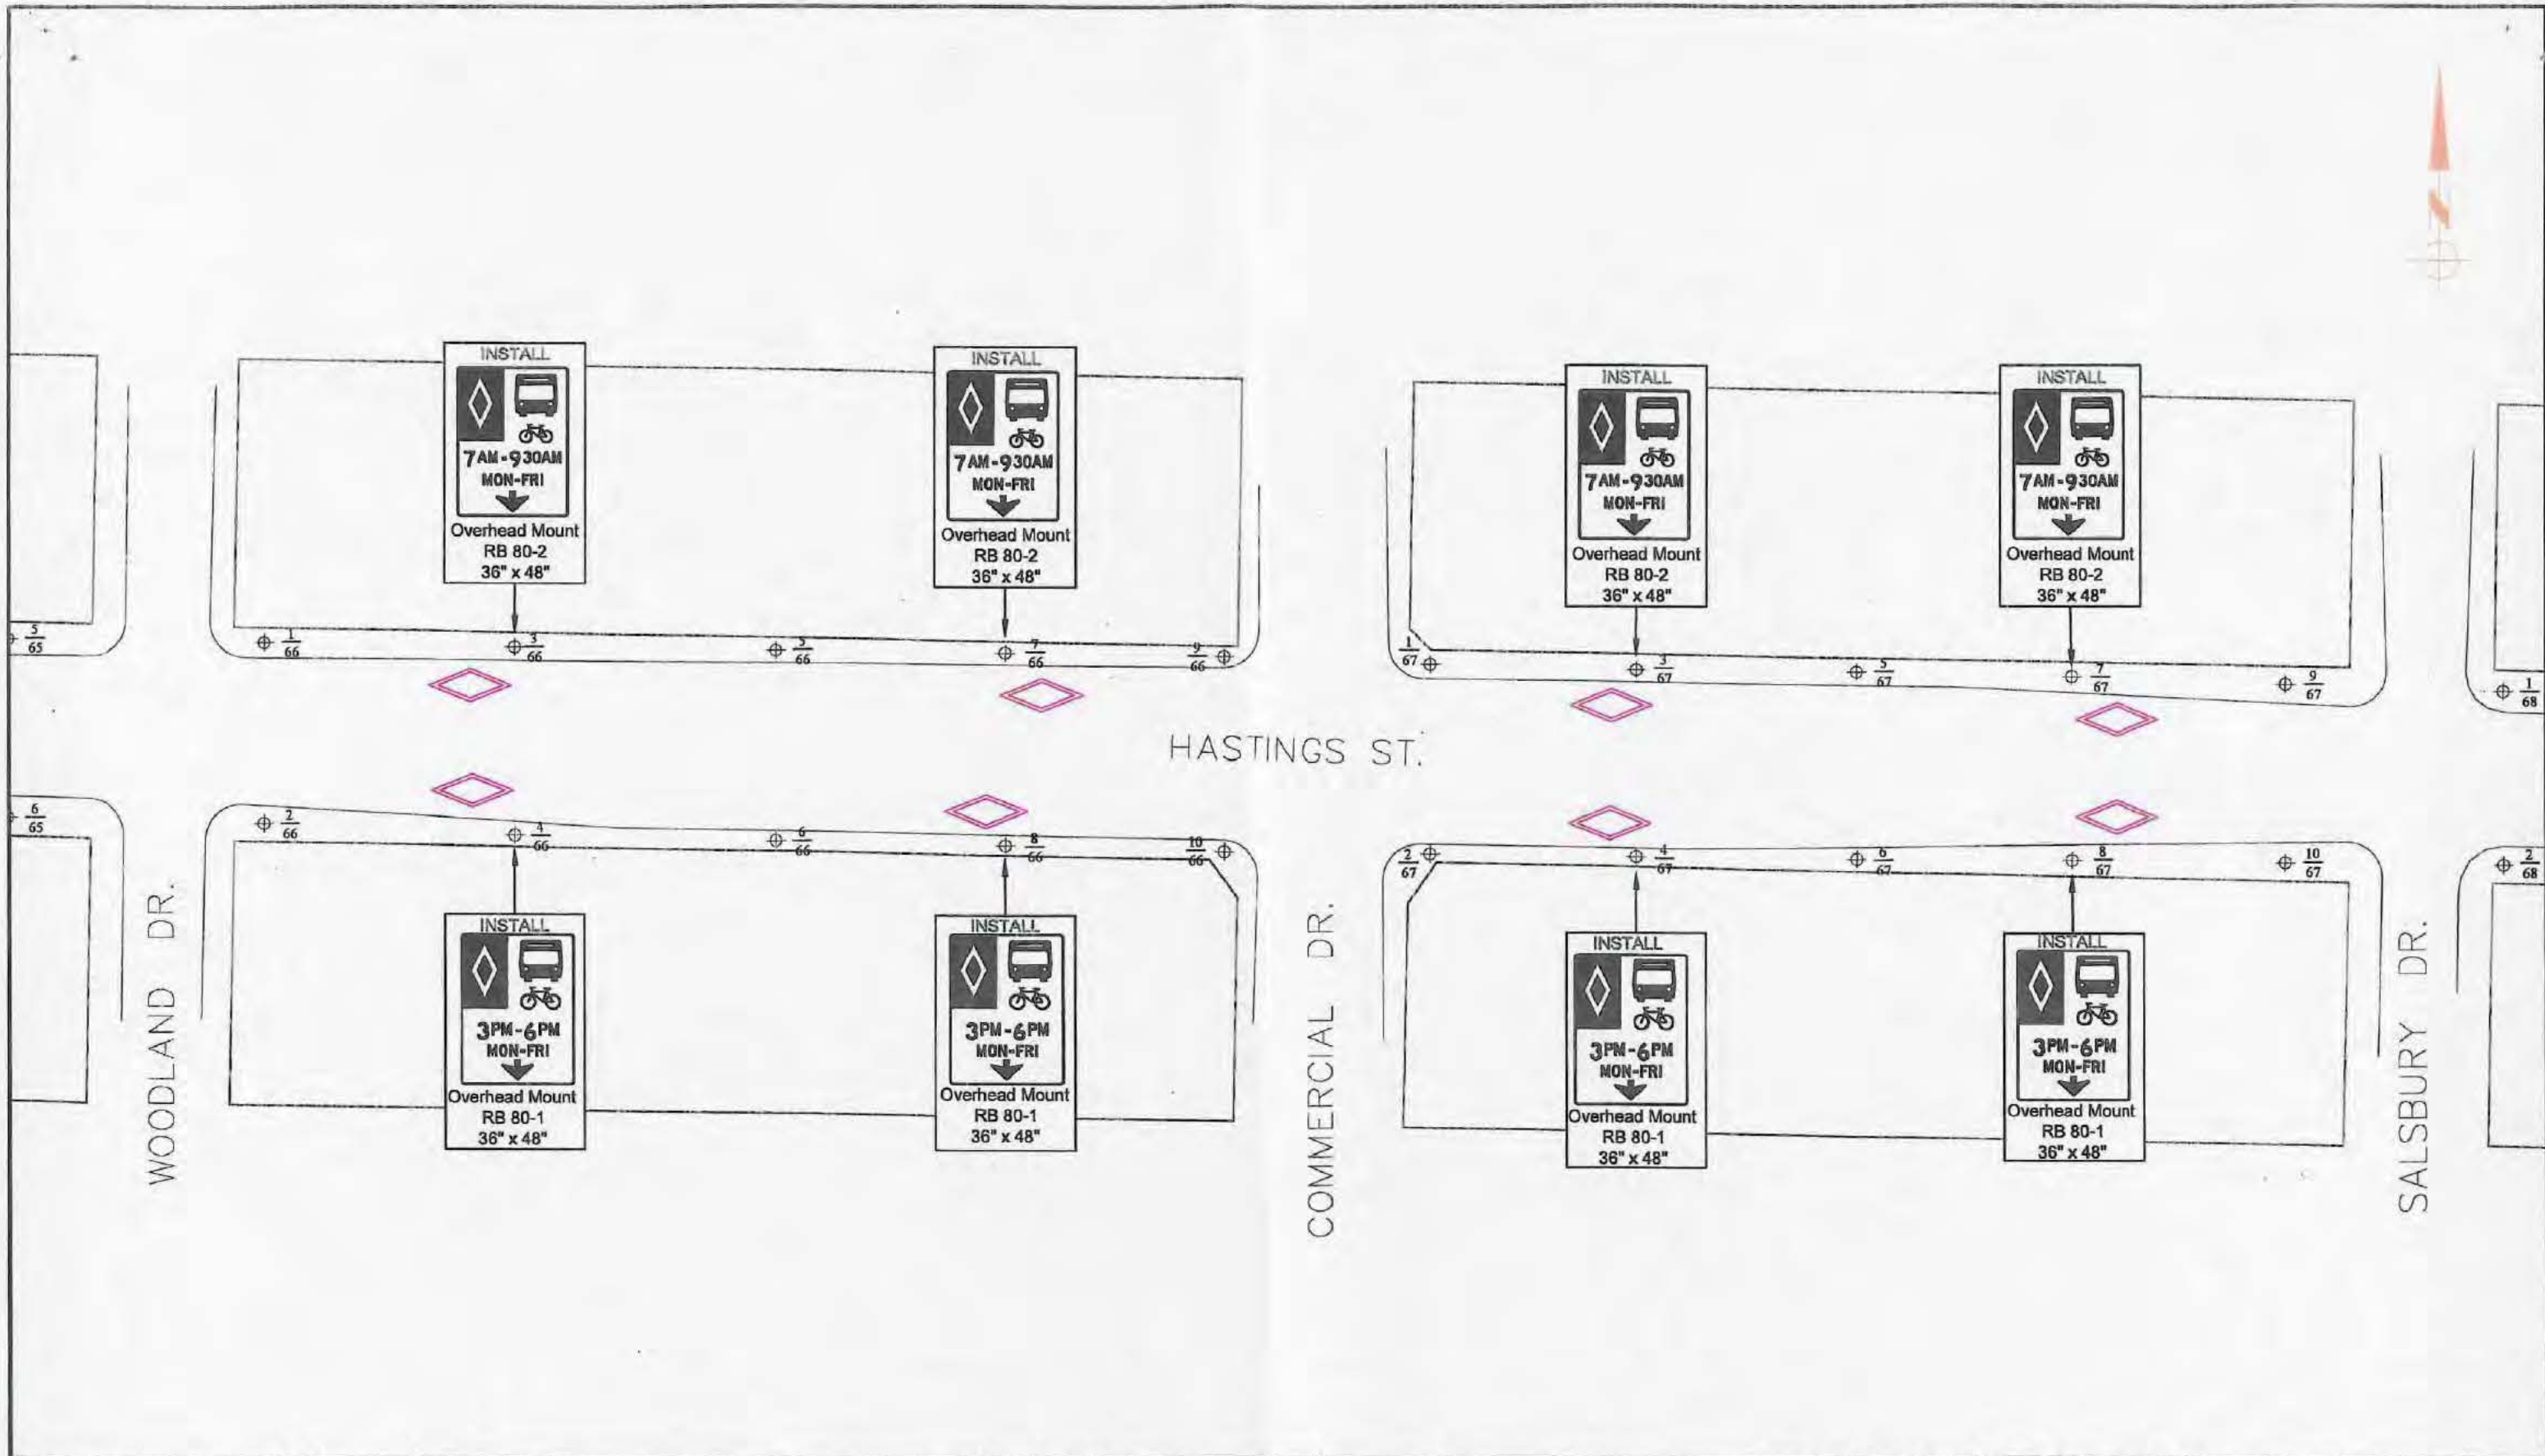 INSTALL
7AM-930AM
MON-FRI
Overhead Mount
RB 80-2
36" x 48"
INSTALL
7AM-930AM
MON-FRI
Overhead Mount
RB 80-2
36" x 48"
INSTALL
7AM-930AM
MON-FRI
Overhead Mount
RB 80-2
36" x 48"
INSTALL
7AM-930AM
MON-FRI
Overhead Mount
RB 80-2
36" x 48"
N
5
65
1
66
3
66
5
66
7
66
9
66
1
67
3
67
5
67
7
67
9
67
1
68
HASTINGS ST.
6
65
2
66
4
66
6
66
8
66
10
66
2
67
4
67
6
67
8
67
10
67
2
68
WOODLAND DR.
COMMERCIAL DR.
SALSBURY DR.
INSTALL
3PM-6PM
MON-FRI
Overhead Mount
RB 80-1
36" x 48"
INSTALL
3PM-6PM
MON-FRI
Overhead Mount
RB 80-1
36" x 48"
INSTALL
3PM-6PM
MON-FRI
Overhead Mount
RB 80-1
36" x 48"
INSTALL
3PM-6PM
MON-FRI
Overhead Mount
RB 80-1
36" x 48"